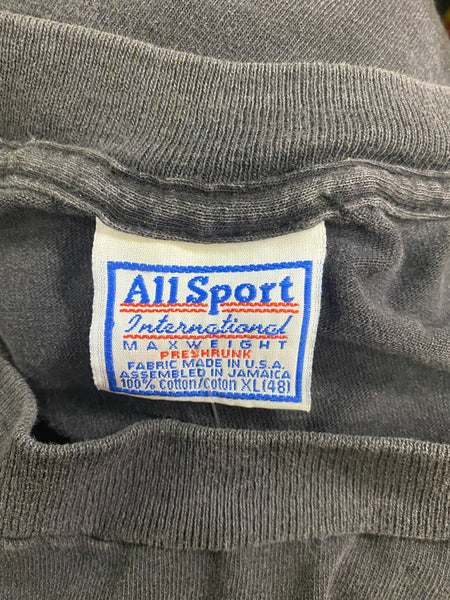 All Sport
International
MAXWEIGHT
PRESHRUNK
FABRIC MADE IN U.S.A.
ASSEMBLED IN JAMAICA
100% Cotton/coton XL(48)